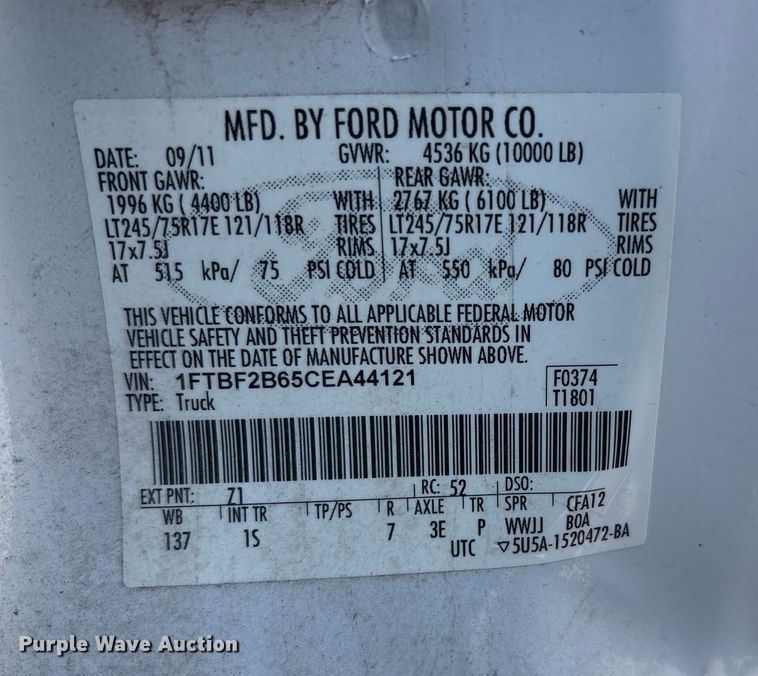 MFD. BY FORD MOTOR CO.
DATE: 09/11 GVWR: 4536 KG (10000 LB)
FRONT GAWR: REAR GAWR:
1996 KG ( 4400 LB) WITH 2767 KG ( 6100 LB) WITH
LT245/75R17E 121/118R TIRES LT245/75R17E 121/118R TIRES
17x7.5J RIMS 17x7.5J RIMS
AT 515 kPa/ 75 PSI COLD AT 550 kPa/ 80 PSI COLD
THIS VEHICLE CONFORMS TO ALL APPLICABLE FEDERAL MOTOR
VEHICLE SAFETY AND THEFT PREVENTION STANDARDS IN
EFFECT ON THE DATE OF MANUFACTURE SHOWN ABOVE.
VIN: 1FTBF2B65CEA44121 F0374
TYPE: Truck T1801
EXT PNT: Z1 RC: 52 DSO:
WB INT TR TP/PS R AXLE TR SPR CFA12
137 1S 7 3E P WWJJ BOA
UTC ▽5U5A-1520472-BA
Purple Wave Auction